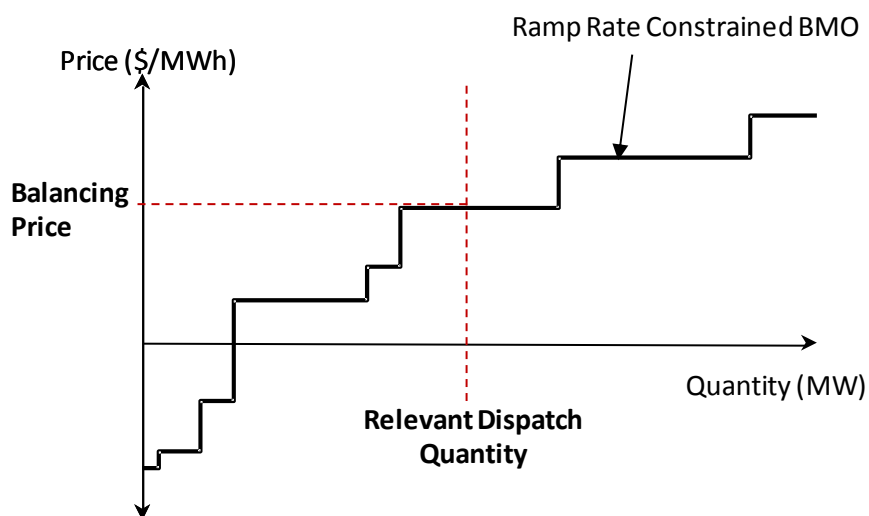 Ramp Rate Constrained BMO
Price ($/MWh)
Balancing
Price
Quantity (MW)
Relevant Dispatch
Quantity